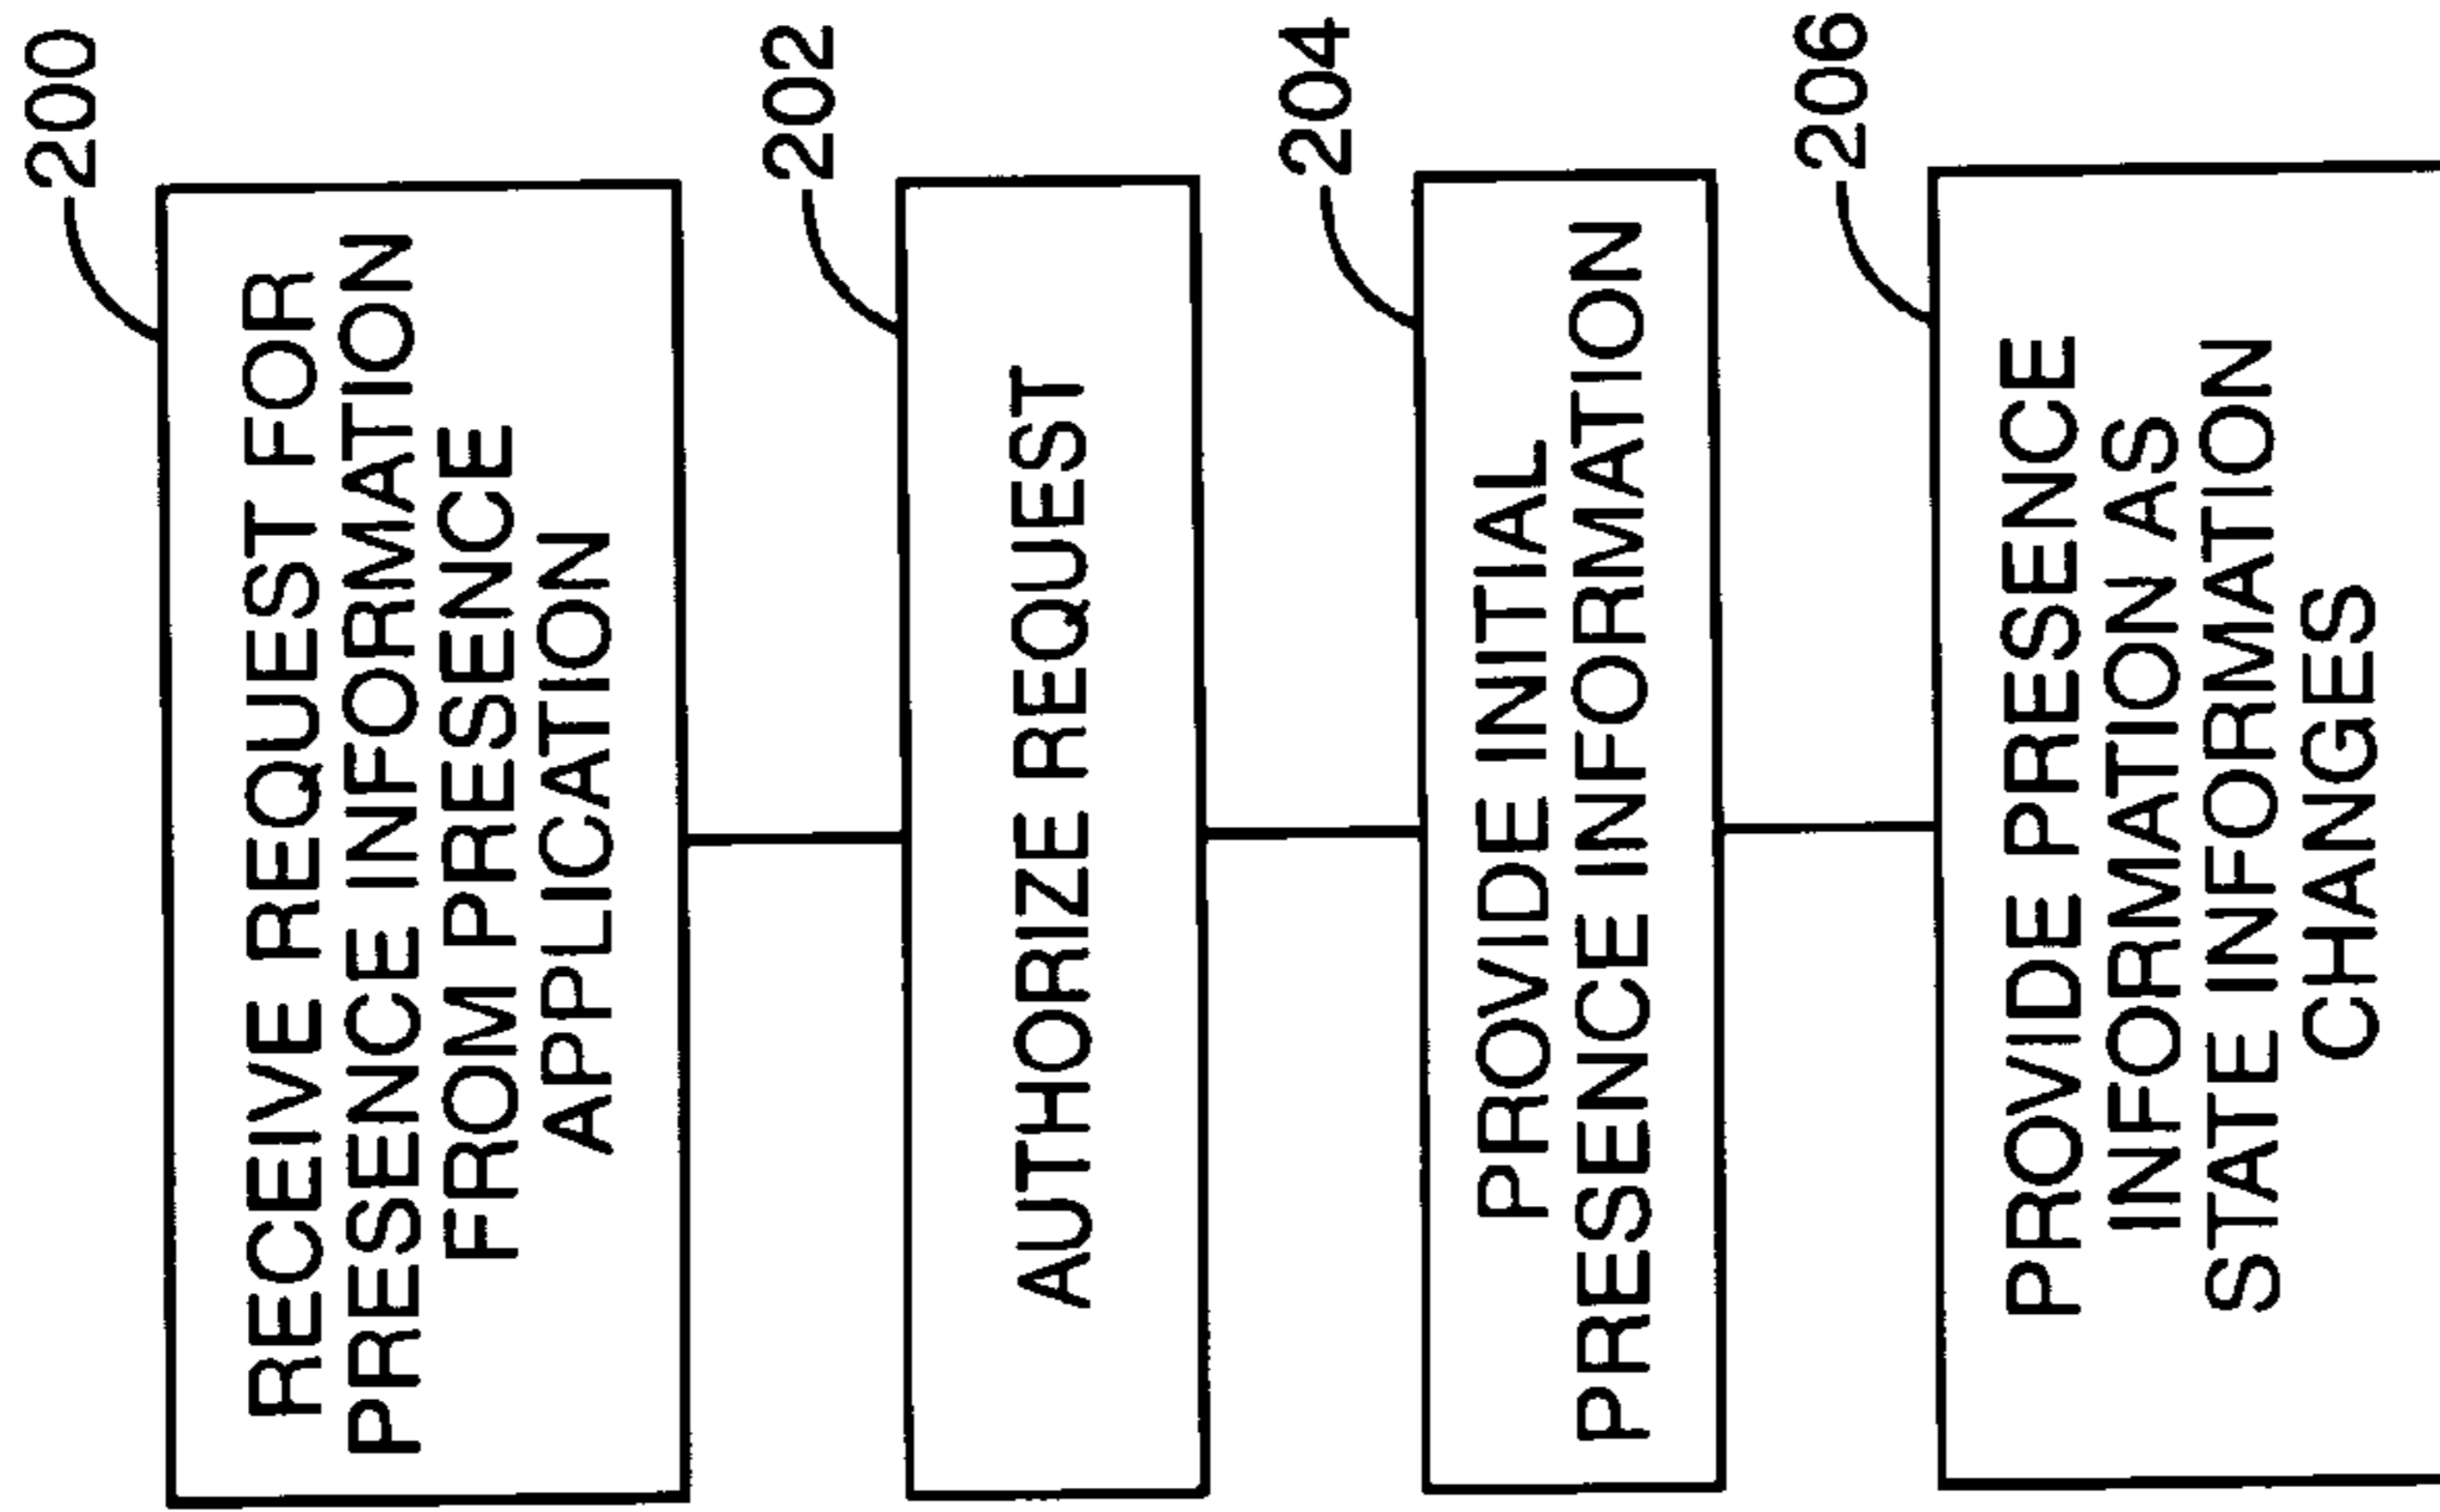 200
RECEIVE REQUEST FOR
PRESENCE INFORMATION
FROM PRESENCE
APPLICATION
202
AUTHORIZE REQUEST
204
PROVIDE INITIAL
PRESENCE INFORMATION
206
PROVIDE PRESENCE
INFORMATION AS
STATE INFORMATION
CHANGES